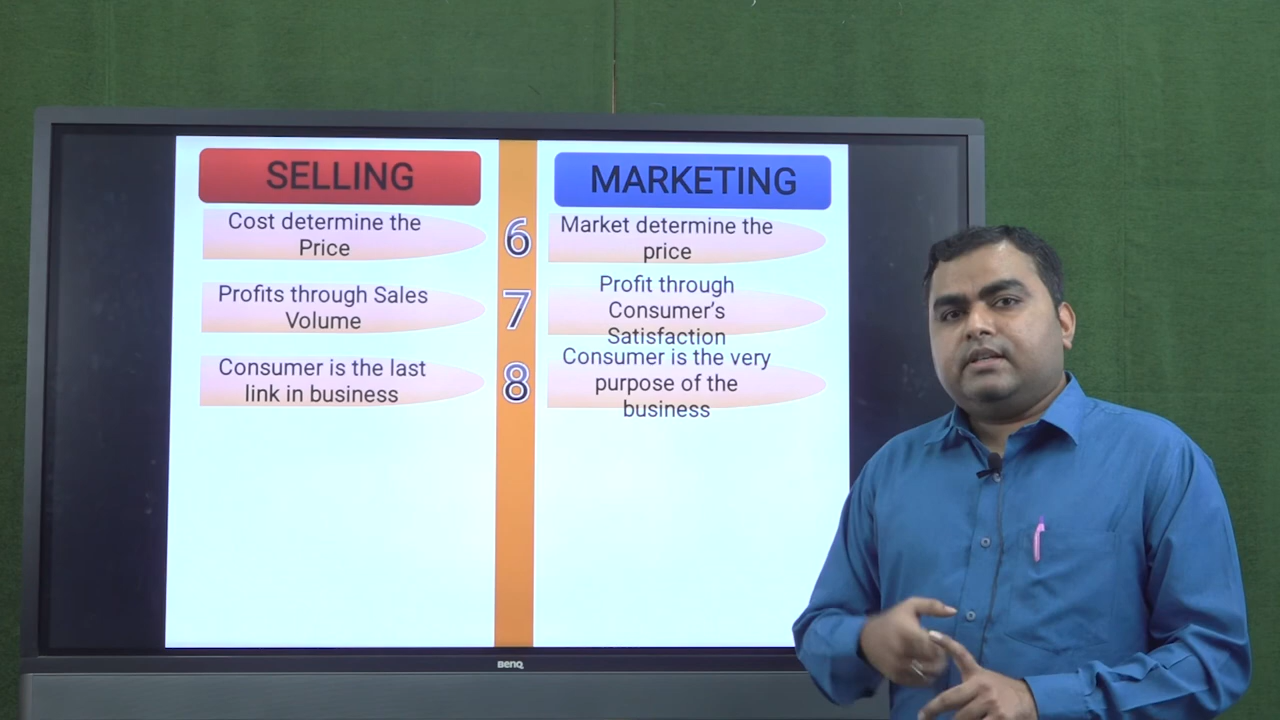 SELLING
MARKETING
Cost determine the
Price
6
Market determine the
price
Profits through Sales
Volume
7
Profit through
Consumer's
Satisfaction
Consumer is the last
link in business
8
Consumer is the very
purpose of the
business
BenQ